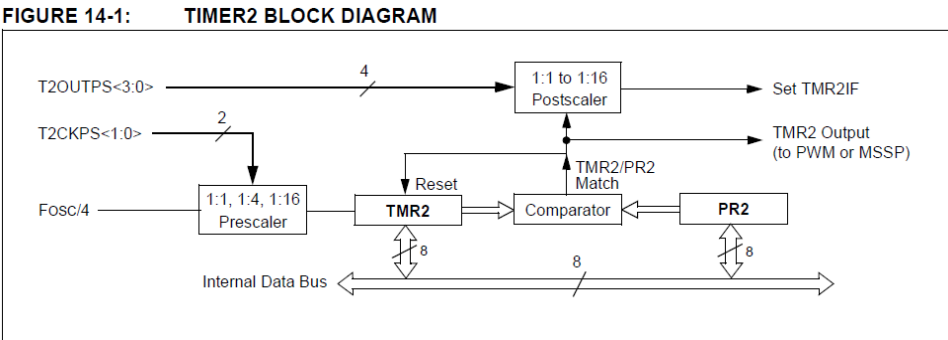 FIGURE 14-1: TIMER2 BLOCK DIAGRAM
T2OUTPS<3:0>
4
1:1 to 1:16
Postscaler
Set TMR2IF
T2CKPS<1:0>
2
TMR2 Output
(to PWM or MSSP)
Reset
TMR2/PR2
Match
FOSC/4
1:1, 1:4, 1:16
Prescaler
TMR2
Comparator
PR2
8
8
Internal Data Bus
8